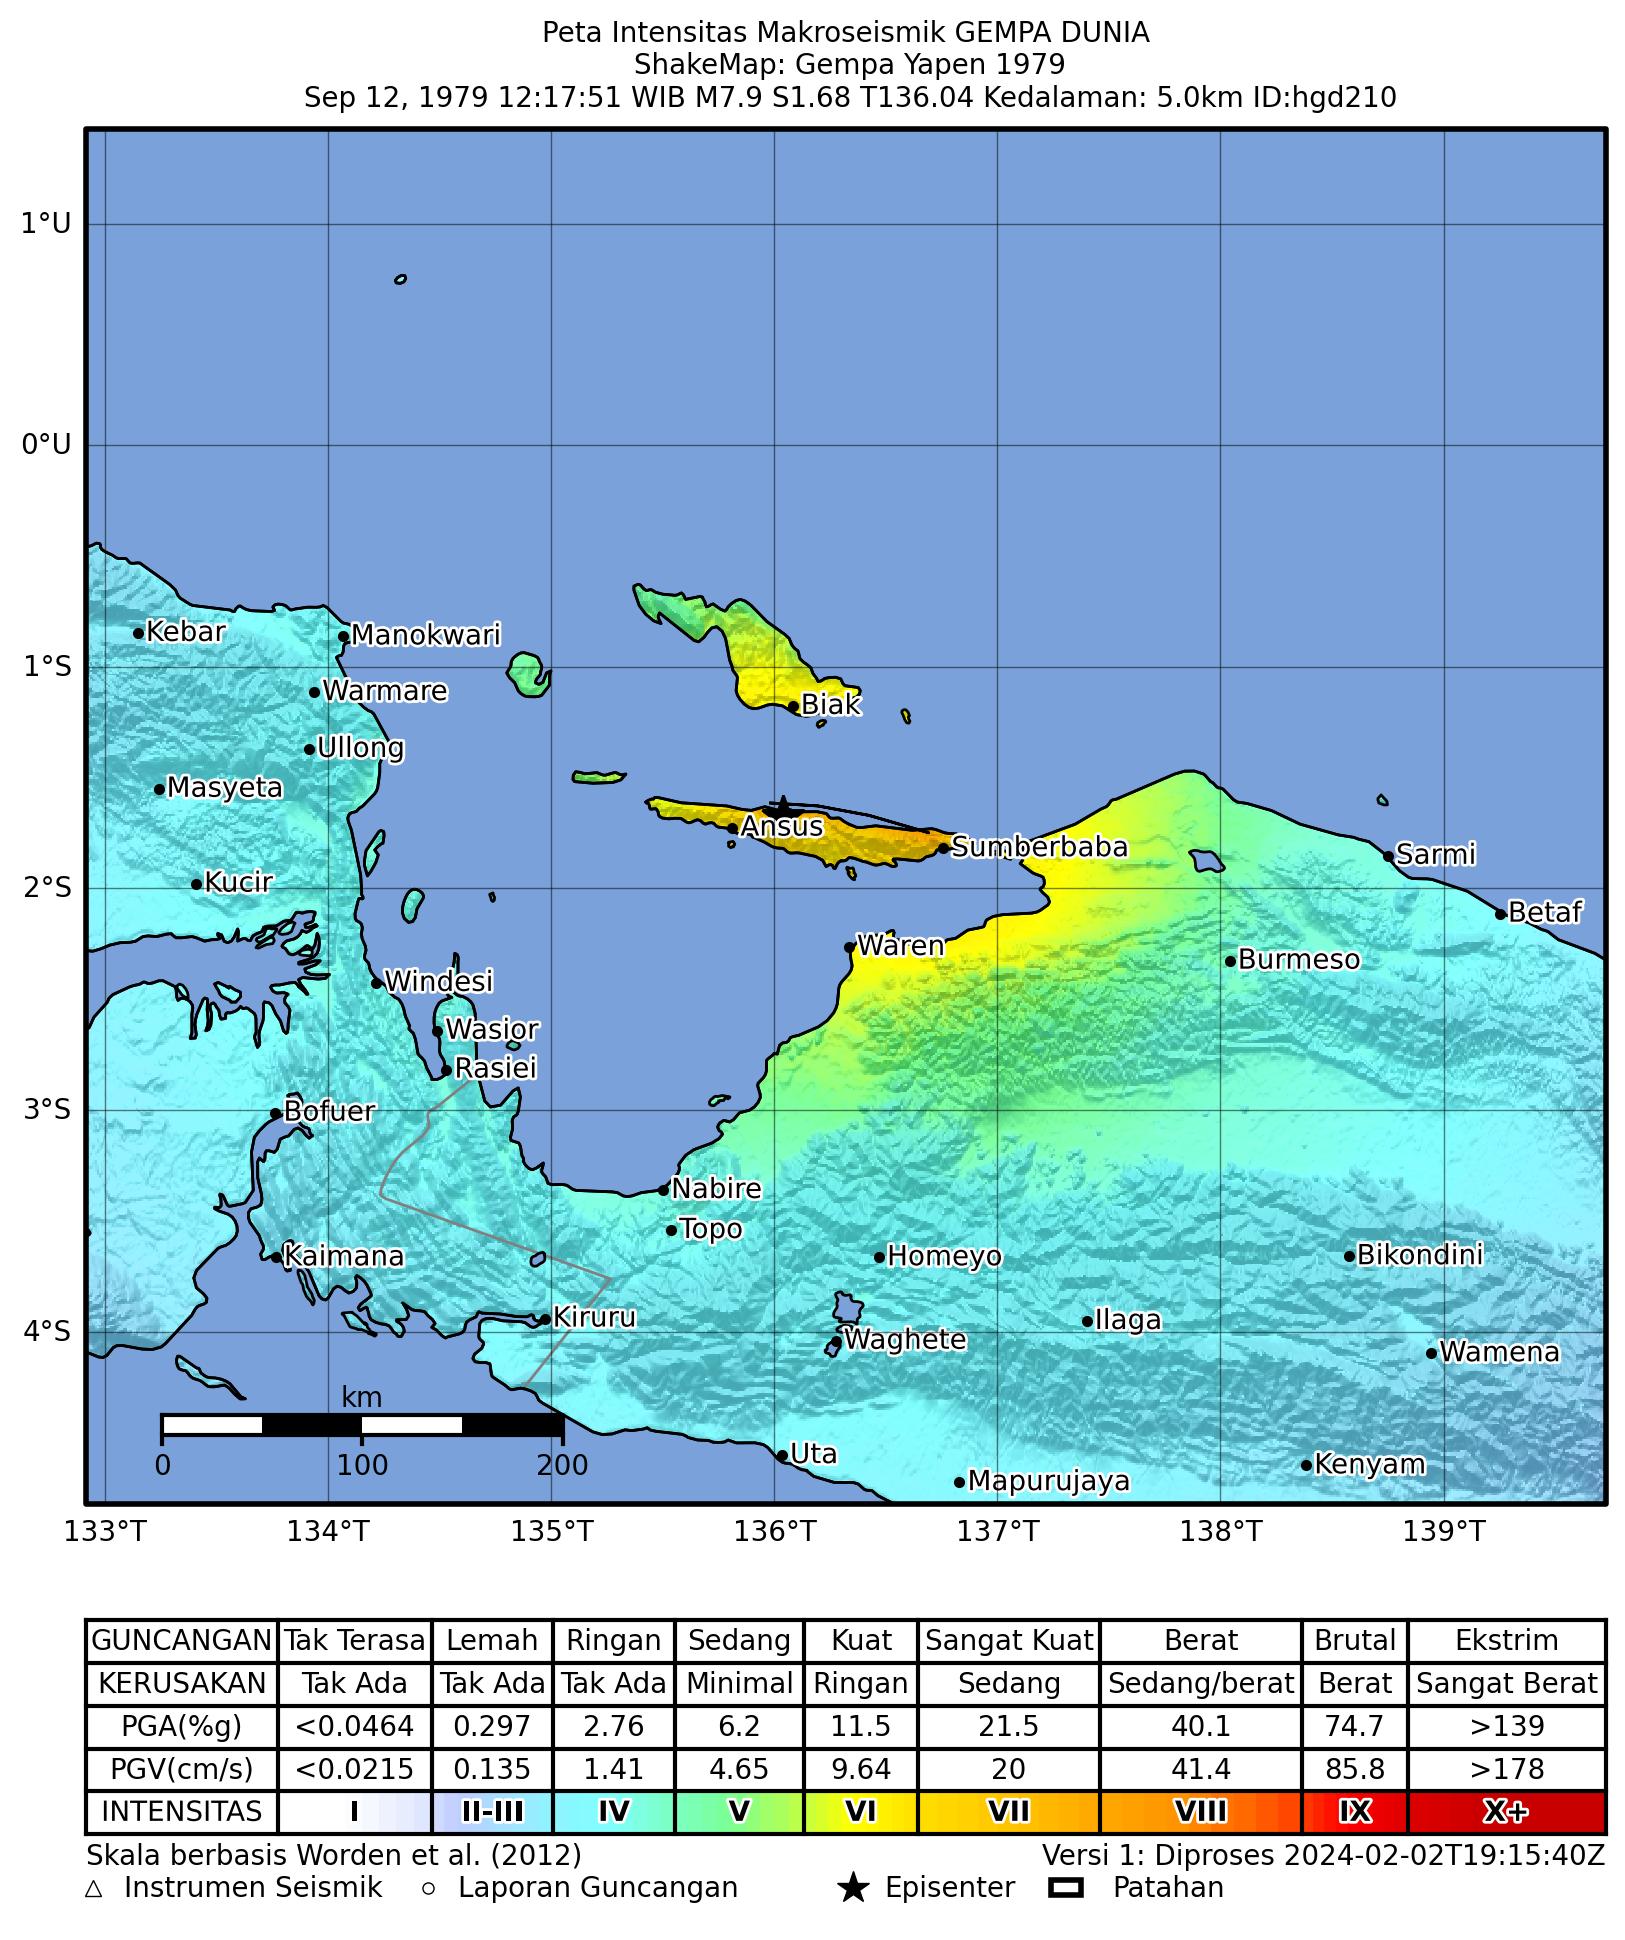 Peta Intensitas Makroseismik GEMPA DUNIA
ShakeMap: Gempa Yapen 1979
Sep 12, 1979 12:17:51 WIB M7.9 S1.68 T136.04 Kedalaman: 5.0km ID:hgd210
1°U
0°U
Kebar
Manokwari
1°S
Warmare
Biak
Ullong
Masyeta
Ansus
Sumberbaba
Sarmi
Kucir
2°S
Betaf
Waren
Burmeso
Windesi
Wasior
Rasiei
3°S
Bofuer
Nabire
Topo
Kaimana
Homeyo
Bikondini
Kiruru
Ilaga
4°S
Waghete
Wamena
km
0 100 200
Uta
Kenyam
Mapurujaya
133°T 134°T 135°T 136°T 137°T 138°T 139°T
GUNCANGAN Tak Terasa Lemah Ringan Sedang Kuat Sangat Kuat Berat Brutal Ekstrim
KERUSAKAN Tak Ada Tak Ada Tak Ada Minimal Ringan Sedang Sedang/berat Berat Sangat Berat
PGA(%g) <0.0464 0.297 2.76 6.2 11.5 21.5 40.1 74.7 >139
PGV(cm/s) <0.0215 0.135 1.41 4.65 9.64 20 41.4 85.8 >178
INTENSITAS I II-III IV V VI VII VIII IX X+
Skala berbasis Worden et al. (2012) Versi 1: Diproses 2024-02-02T19:15:40Z
Instrumen Seismik Laporan Guncangan Episenter Patahan